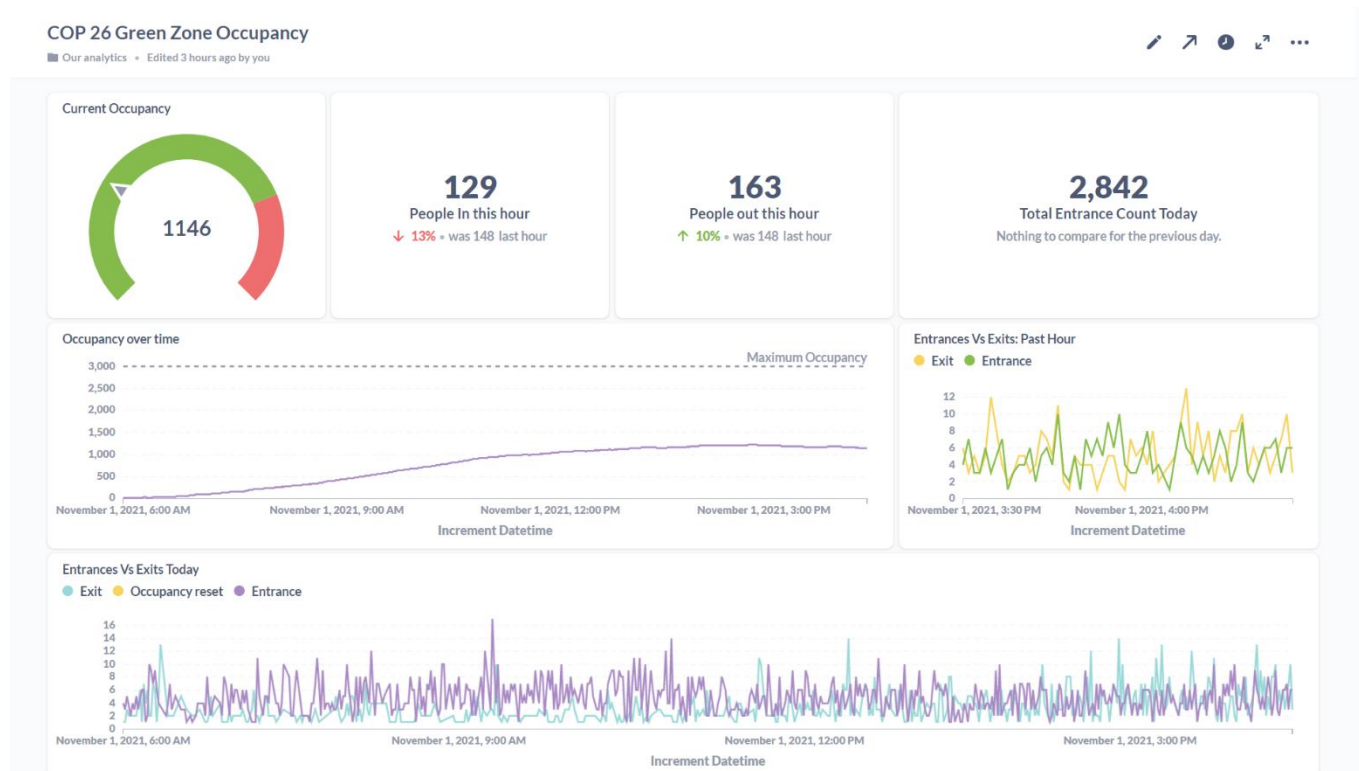 COP 26 Green Zone Occupancy
Our analytics • Edited 3 hours ago by you
Current Occupancy
1146
129
People In this hour
↓ 13% • was 148 last hour
163
People out this hour
↑ 10% • was 148 last hour
2,842
Total Entrance Count Today
Nothing to compare for the previous day.
Occupancy over time
Maximum Occupancy
3,000
2,500
2,000
1,500
1,000
500
0
November 1, 2021, 6:00 AM November 1, 2021, 9:00 AM November 1, 2021, 12:00 PM November 1, 2021, 3:00 PM
Increment Datetime
Entrances Vs Exits: Past Hour
Exit Entrance
12
10
8
6
4
2
0
November 1, 2021, 3:30 PM November 1, 2021, 4:00 PM
Increment Datetime
Entrances Vs Exits Today
Exit Occupancy reset Entrance
16
14
12
10
8
6
4
2
0
November 1, 2021, 6:00 AM November 1, 2021, 9:00 AM November 1, 2021, 12:00 PM November 1, 2021, 3:00 PM
Increment Datetime